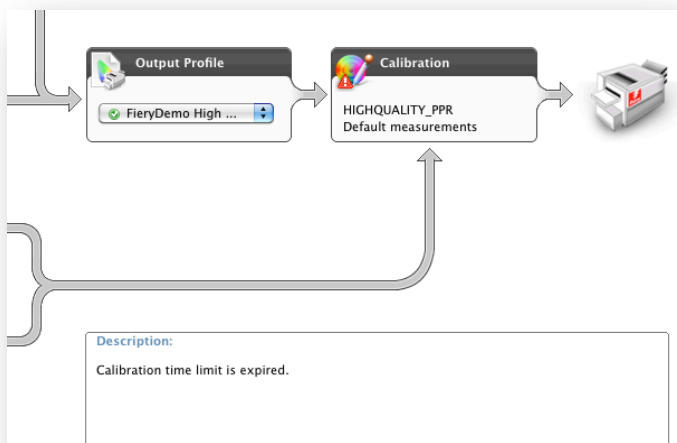 Output Profile
FieryDemo High ...
Calibration
HIGHQUALITY_PPR
Default measurements
Description:
Calibration time limit is expired.